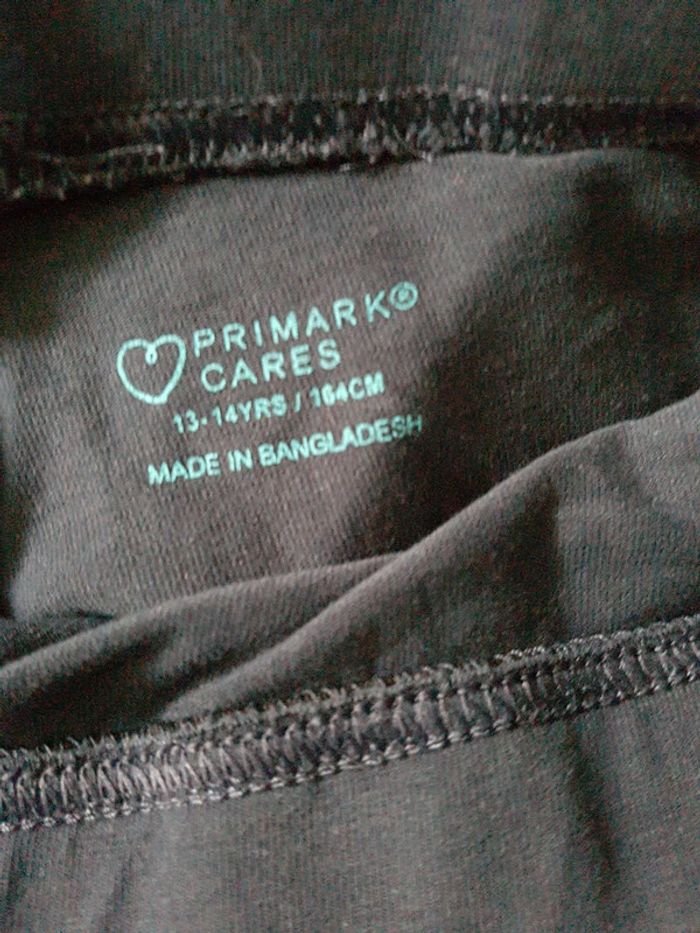 PRIMARK®
CARES
13-14YRS / 164CM
MADE IN BANGLADESH